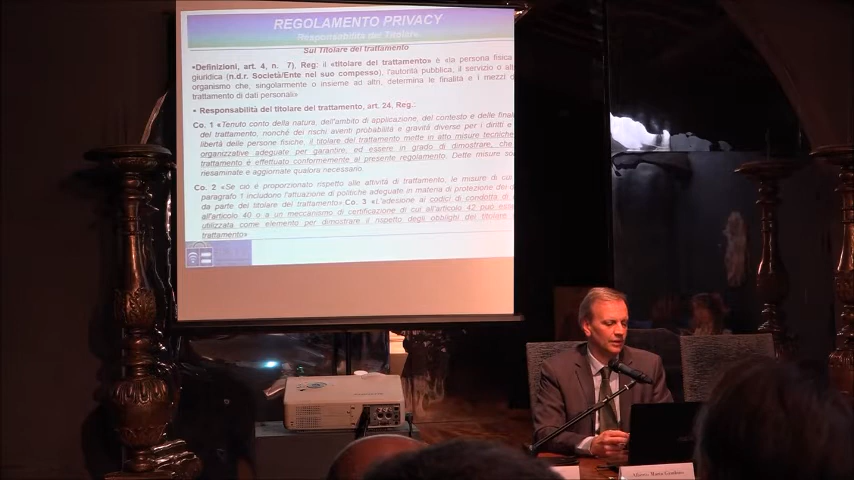 REGOLAMENTO PRIVACY
Responsabilità del Titolare
Sul Titolare del trattamento
•Definizioni, art. 4, n. 7), Reg: il «titolare del trattamento» è «la persona fisica
giuridica (n.d.r. Società/Ente nel suo compesso), l'autorità pubblica, il servizio o
organismo che, singolarmente o insieme ad altri, determina le finalità e i mezzi
trattamento di dati personali»
• Responsabilità del titolare del trattamento, art. 24, Reg.:
Co. 1 «Tenuto conto della natura, dell'ambito di applicazione, del contesto e delle
del trattamento, nonché dei rischi aventi probabilità e gravità diverse per i diritti e
libertà delle persone fisiche, il titolare del trattamento mette in atto misure tecniche
organizzative adeguate per garantire, ed essere in grado di dimostrare, che
trattamento è effettuato conformemente al presente regolamento. Dette misure
riesaminate e aggiornate qualora necessario.
Co. 2 «Se ciò è proporzionato rispetto alle attività di trattamento, le misure di cui
paragrafo 1 includono l'attuazione di politiche adeguate in materia di protezione dei
da parte del titolare del trattamento».Co. 3 «L'adesione ai codici di condotta di
all'articolo 40 o a un meccanismo di certificazione di cui all'articolo 42 può
utilizzata come elemento per dimostrare il rispetto degli obblighi del titolare
trattamento»